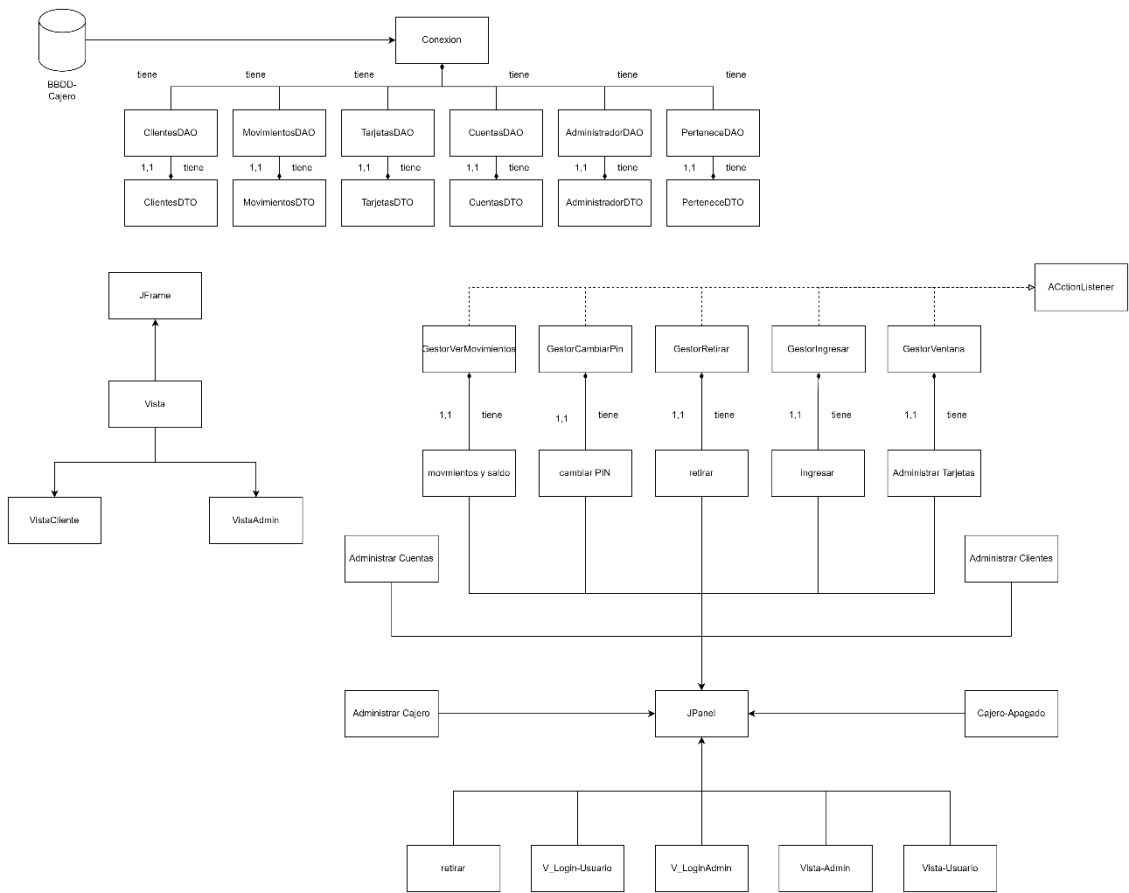 Conexion
BBDD-
Cajero
tiene
tiene
tiene
tiene
tiene
tiene
ClientesDAO
MovimientosDAO
TarjetasDAO
CuentasDAO
AdministradorDAO
PerteneceDAO
1,1
tiene
1,1
tiene
1,1
tiene
1,1
tiene
1,1
tiene
1,1
tiene
ClientesDTO
MovimientosDTO
TarjetasDTO
CuentasDTO
AdministradorDTO
PerteneceDTO
JFrame
Vista
VistaCliente
VistaAdmin
ACctionListener
GestorVerMovimientos
GestorCambiarPin
GestorRetirar
GestorIngresar
GestorVentana
1,1
tiene
1,1
tiene
1,1
tiene
1,1
tiene
1,1
tiene
movmientos y saldo
cambiar PIN
retirar
Ingresar
Administrar Tarjetas
Administrar Cuentas
Administrar Clientes
Administrar Cajero
JPanel
Cajero-Apagado
retirar
V_Login-Usuario
V_LoginAdmin
Vista-Admin
Vista-Usuario